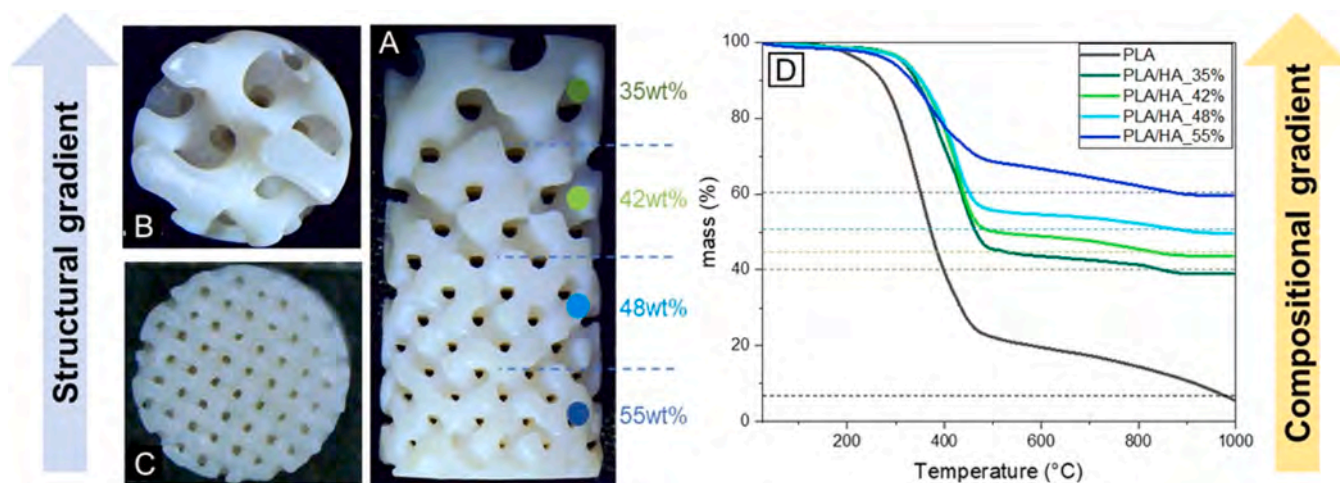 Structural gradient
B
C
A
35wt%
42wt%
48wt%
55wt%
D
PLA
PLA/HA_35%
PLA/HA_42%
PLA/HA_48%
PLA/HA_55%
mass (%)
100
80
60
40
20
0
200
400
600
800
1000
Temperature (°C)
Compositional gradient